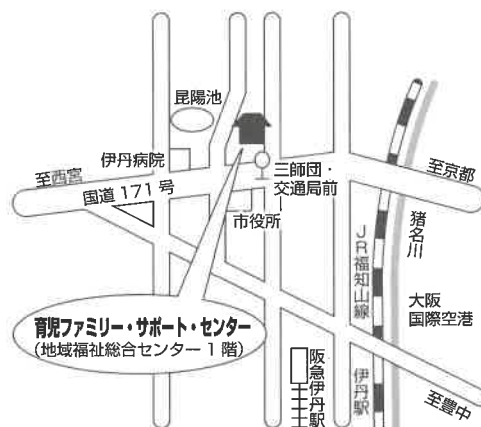 昆陽池
伊丹病院
至西宮
国道171号
三師団・
交通局前
至京都
市役所
猪名川
JR福知山線
大阪
国際空港
育児ファミリー・サポート・センター
(地域福祉総合センター1階)
阪急伊丹駅
伊丹駅
至豊中